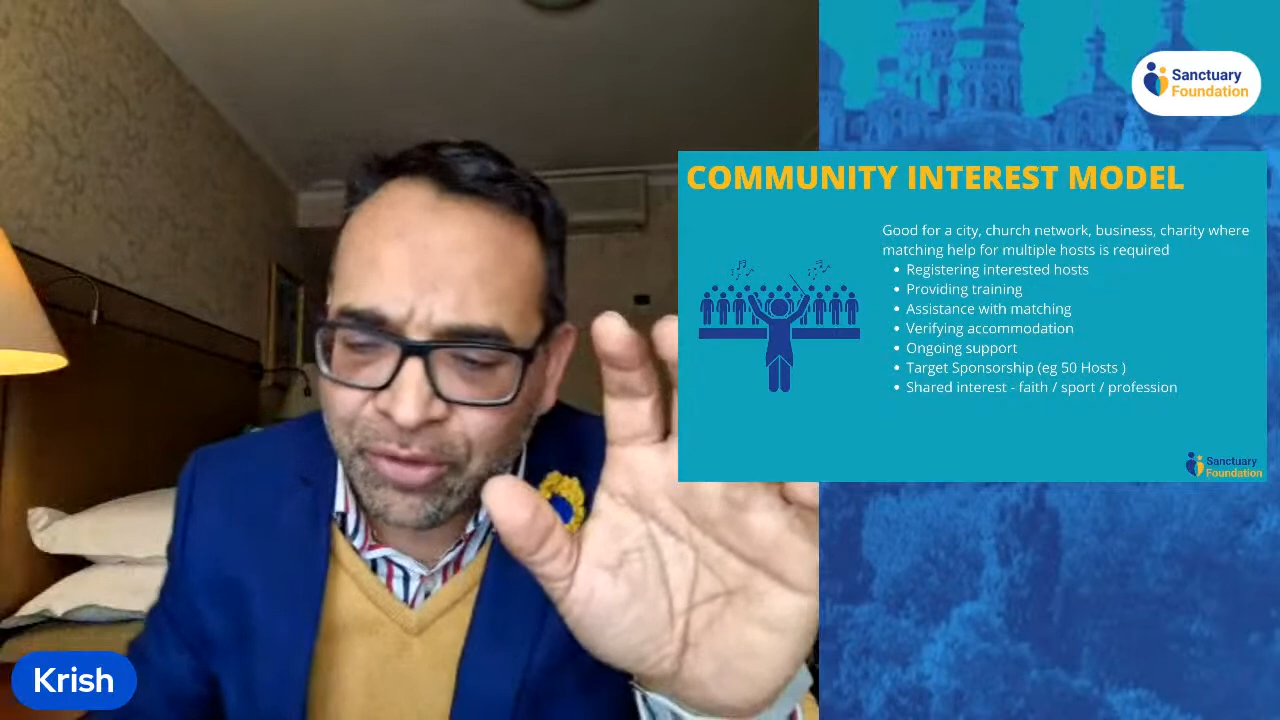 Sanctuary
Foundation
COMMUNITY INTEREST MODEL
Good for a city, church network, business, charity where
matching help for multiple hosts is required
• Registering interested hosts
• Providing training
• Assistance with matching
• Verifying accommodation
• Ongoing support
• Target Sponsorship (eg 50 Hosts )
• Shared interest - faith / sport / profession
Sanctuary
Foundation
Krish